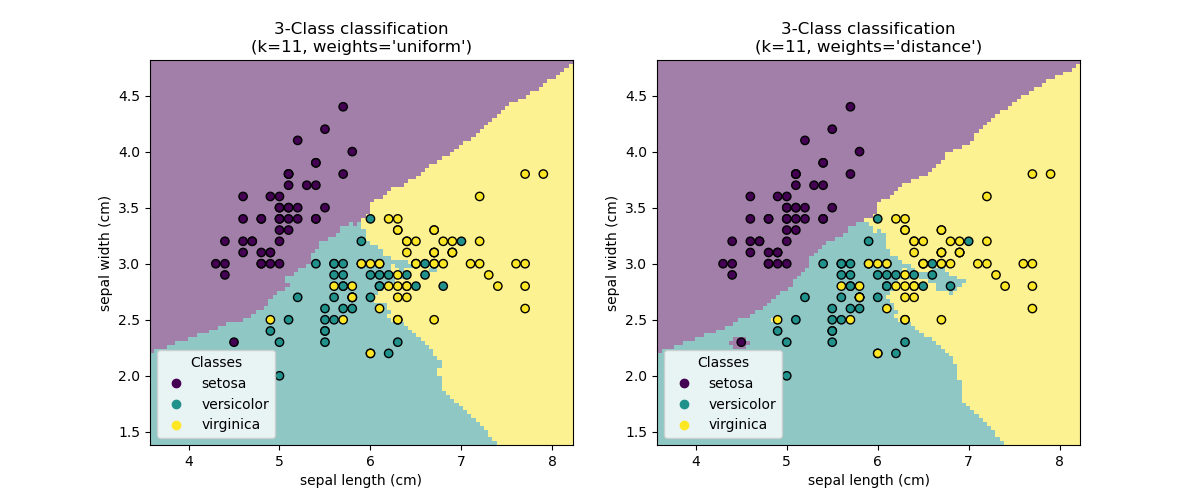 3-Class classification
(k=11, weights='uniform')
4.5
4.0
3.5
3.0
2.5
2.0
1.5
sepal width (cm)
Classes
setosa
versicolor
virginica
4 5 6 7 8
sepal length (cm)
3-Class classification
(k=11, weights='distance')
4.5
4.0
3.5
3.0
2.5
2.0
1.5
sepal width (cm)
Classes
setosa
versicolor
virginica
4 5 6 7 8
sepal length (cm)